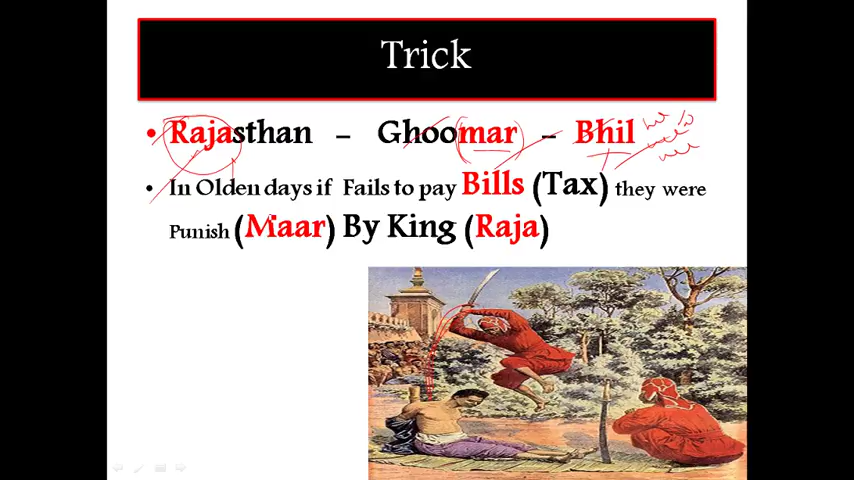 Trick
• Rajasthan – Ghoomar – Bhil
• In Olden days if Fails to pay Bills (Tax) they were
Punish (Maar) By King (Raja)